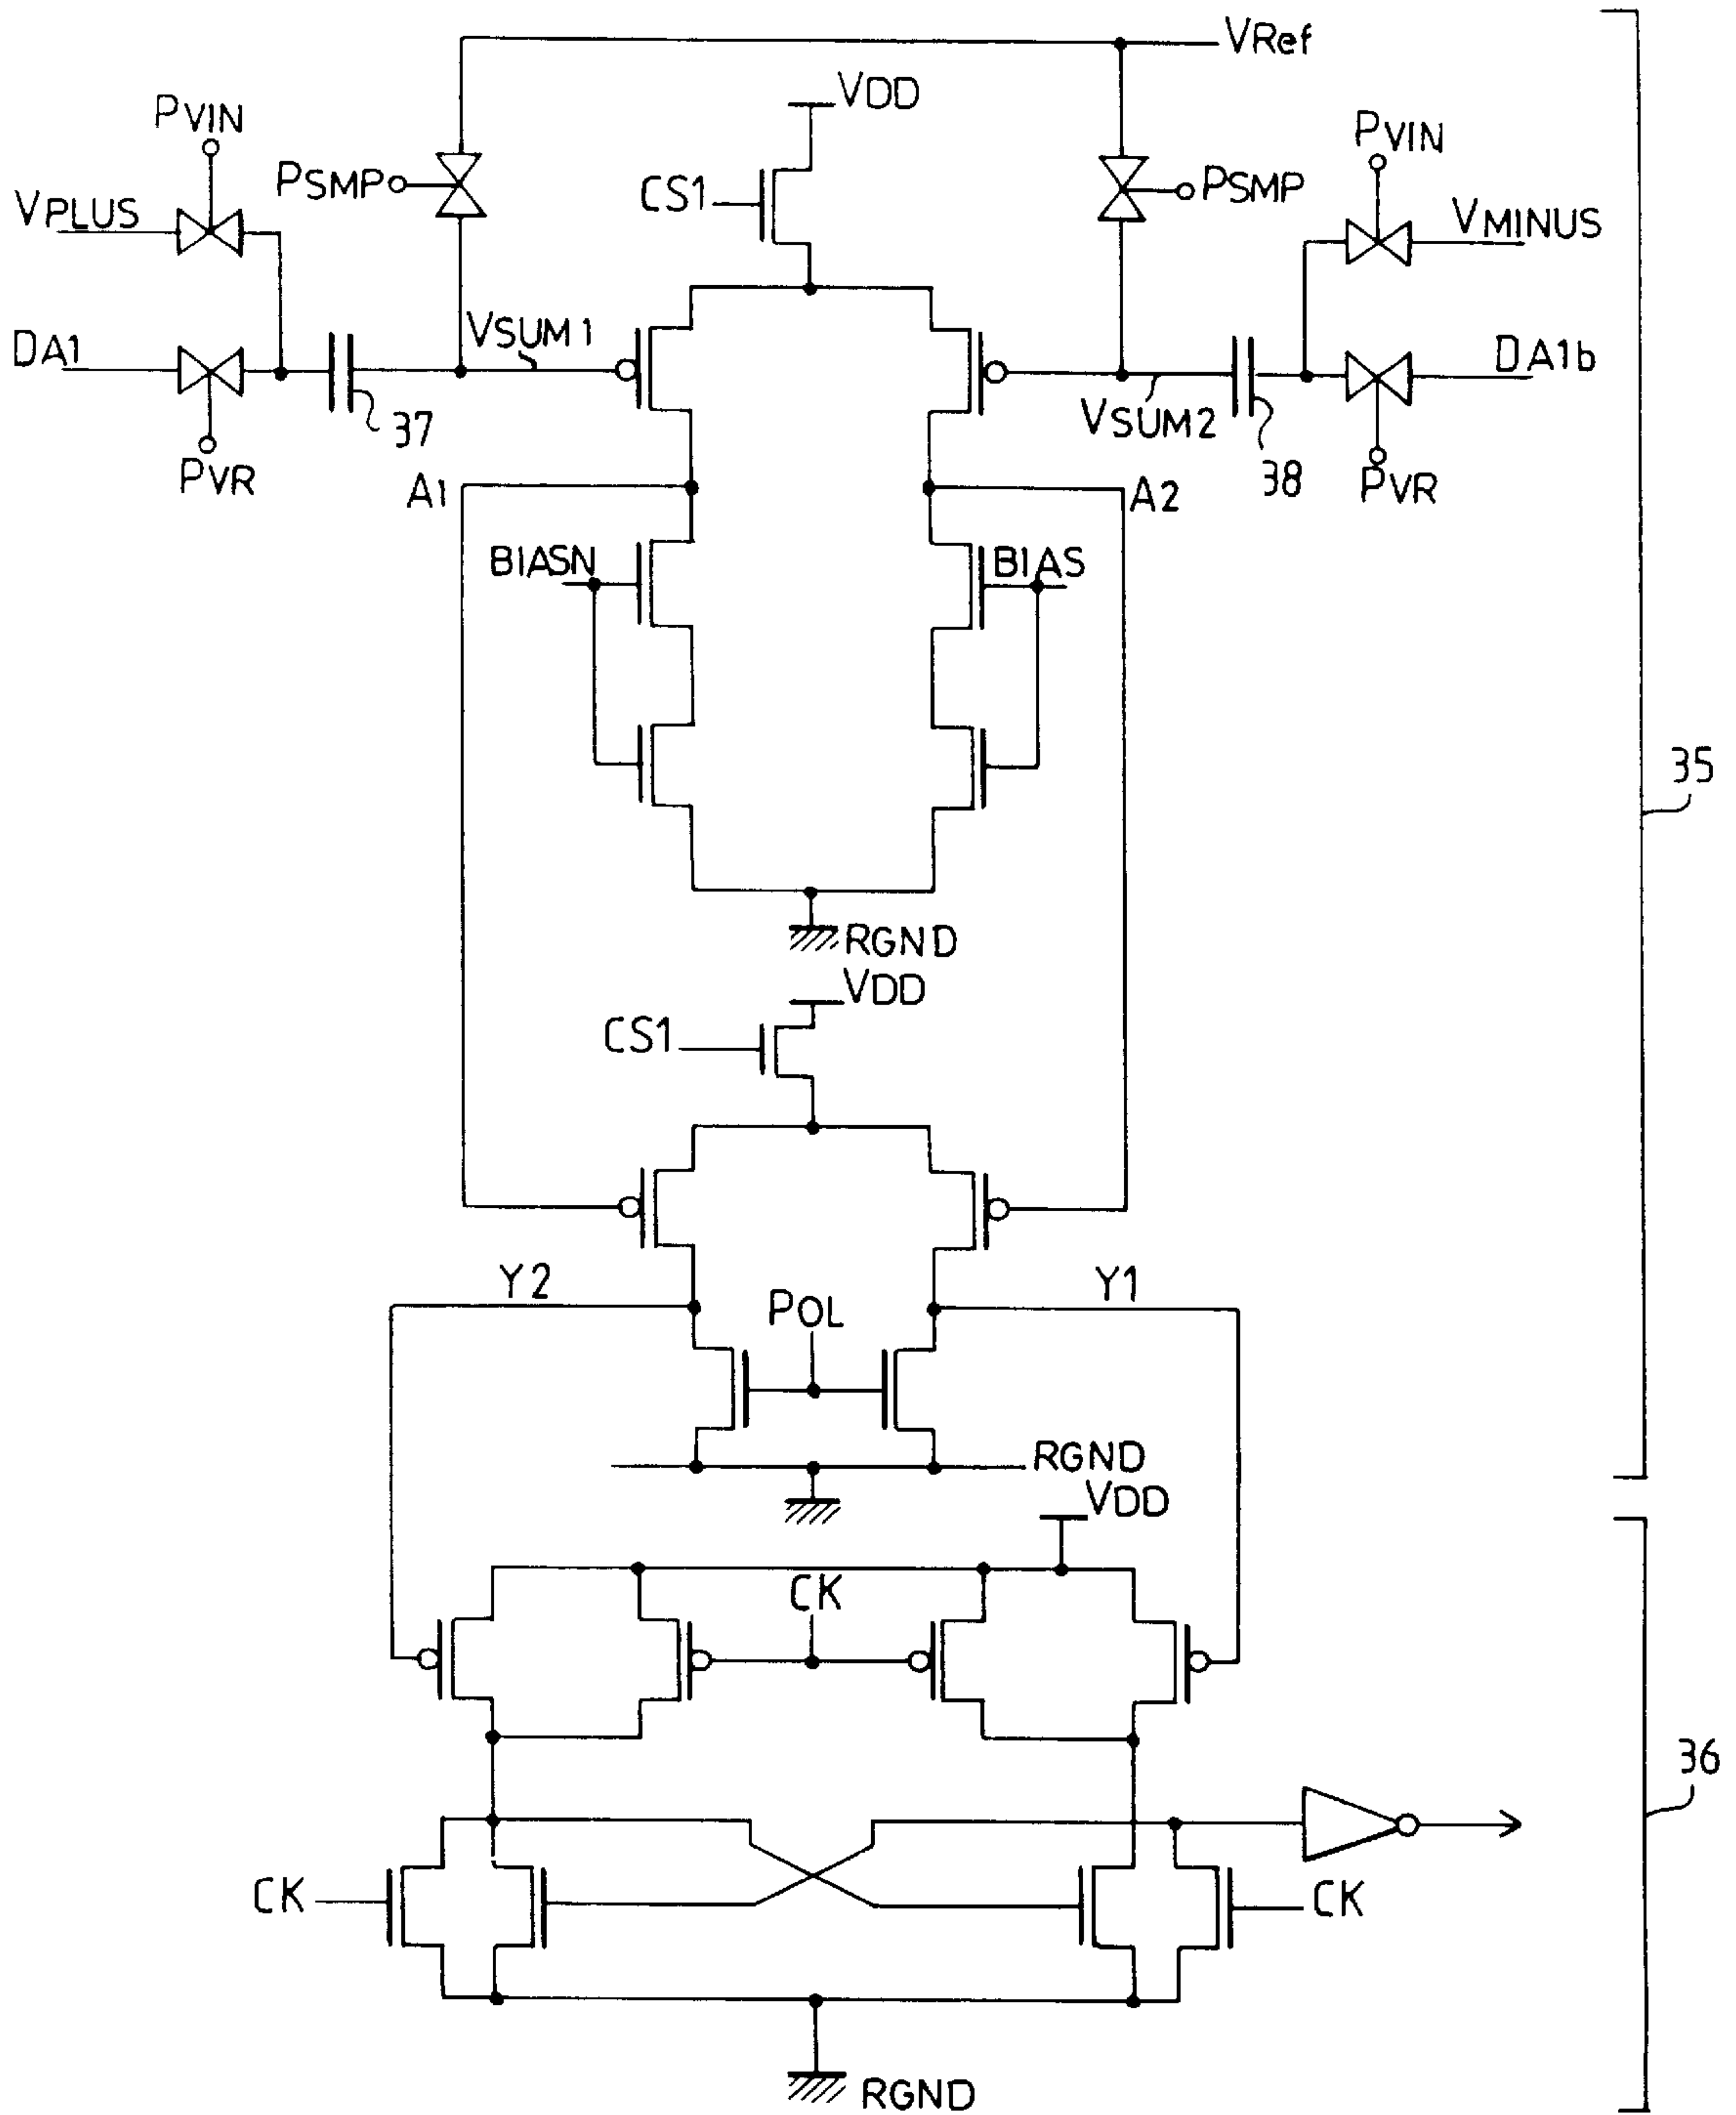 VRef
VDD
PVIN
PVIN
PSMP
CS1
PSMP
VPLUS
VMINUS
VSUM1
DA1
DA1b
37
VSUM2
38
PVR
PVR
A1
A2
BIASN
BIAS
35
RGND
VDD
CS1
Y2
Y1
POL
RGND
VDD
CK
36
CK
CK
RGND